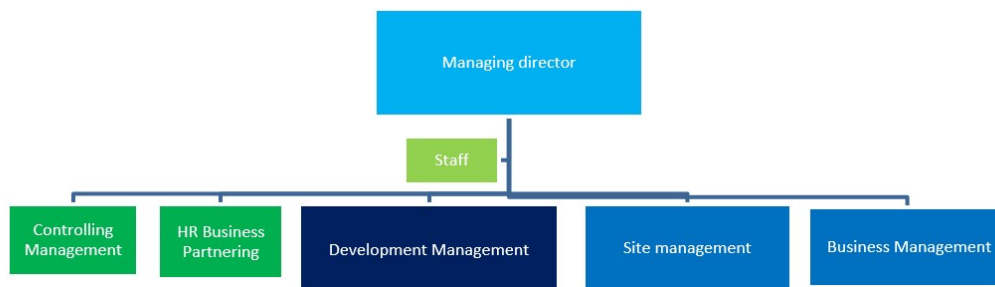 Managing director
Staff
Controlling
Management
HR Business
Partnering
Development Management
Site management
Business Management